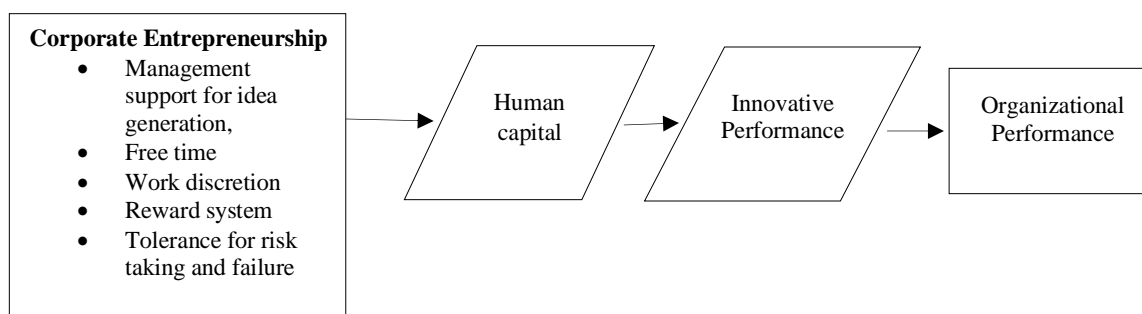 Corporate Entrepreneurship
• Management
support for idea
generation,
• Free time
• Work discretion
• Reward system
• Tolerance for risk
taking and failure
Human
capital
Innovative
Performance
Organizational
Performance